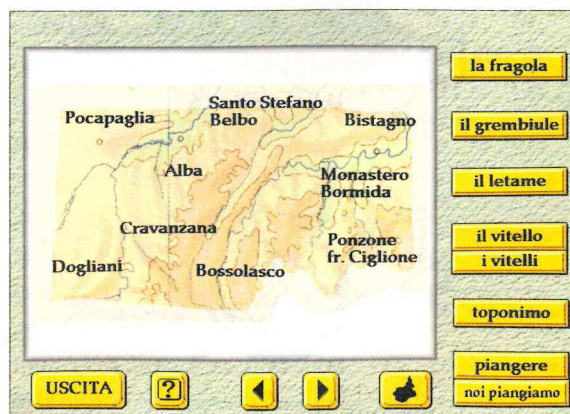 Pocapaglia
Santo Stefano
Belbo
Bistagno
Alba
Monastero
Bormida
Cravanzana
Ponzone
fr. Ciglione
Dogliani
Bossolasco
la fragola
il grembiule
il letame
il vitello
i vitelli
toponimo
piangere
noi piangiamo
USCITA
?